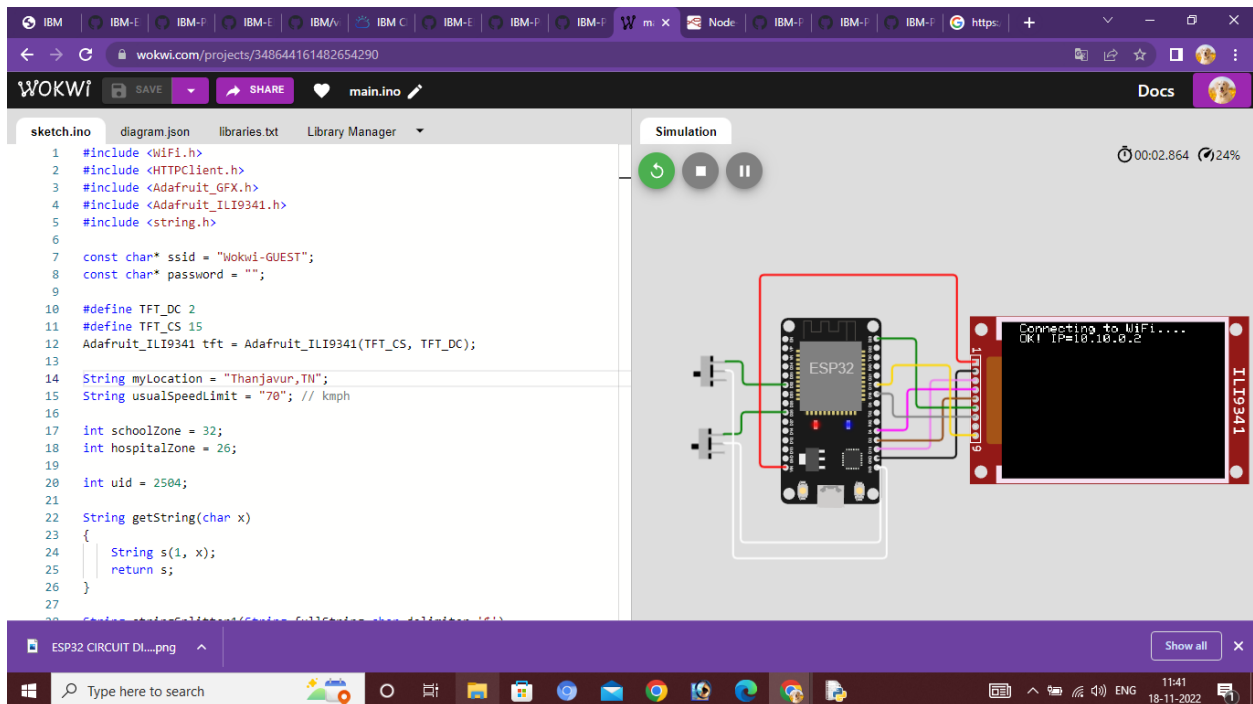 IBM IBM-E IBM-P IBM-E IBM/v IBM C IBM-E IBM-P IBM-P m: Node IBM-P IBM-P IBM-P https:
wokwi.com/projects/348644161482654290
WOKWi SAVE SHARE main.ino Docs
sketch.ino diagram.json libraries.txt Library Manager
1 #include <WiFi.h>
2 #include <HTTPClient.h>
3 #include <Adafruit_GFX.h>
4 #include <Adafruit_ILI9341.h>
5 #include <string.h>
6
7 const char* ssid = "Wokwi-GUEST";
8 const char* password = "";
9
10 #define TFT_DC 2
11 #define TFT_CS 15
12 Adafruit_ILI9341 tft = Adafruit_ILI9341(TFT_CS, TFT_DC);
13
14 String myLocation = "Thanjavur,TN";
15 String usualSpeedLimit = "70"; // kmph
16
17 int schoolZone = 32;
18 int hospitalZone = 26;
19
20 int uid = 2504;
21
22 String getString(char x)
23 {
24 String s(1, x);
25 return s;
26 }
27
Simulation
00:02.864 24%
ESP32
Connecting to WiFi....
OK! IP=10.10.0.2
1
9
ILI9341
ESP32 CIRCUIT DI....png Show all
Type here to search ENG 11:41
18-11-2022
1